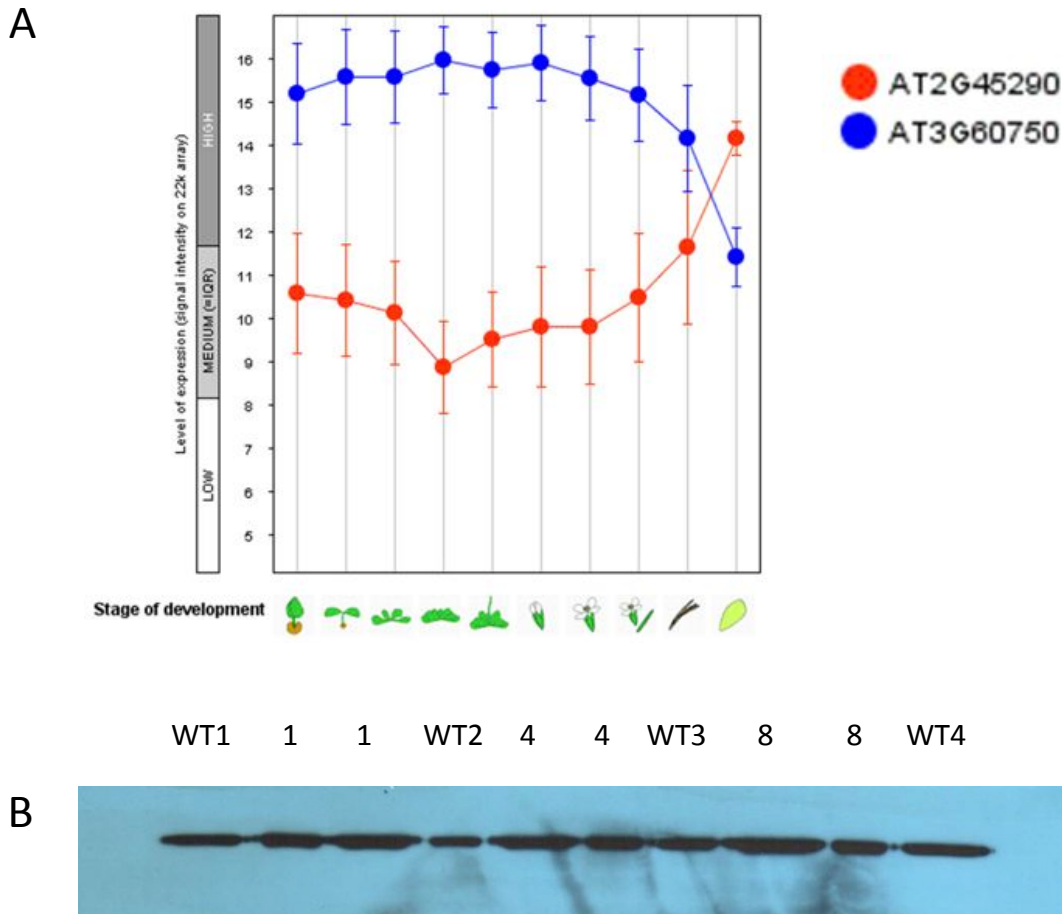 A
Level of expression (signal intensity on 22k array)
HIGH
MEDIUM (=IQR)
LOW
16
15
14
13
12
11
10
9
8
7
6
5
AT2G45290
AT3G60750
Stage of development
WT1 1 1 WT2 4 4 WT3 8 8 WT4
B